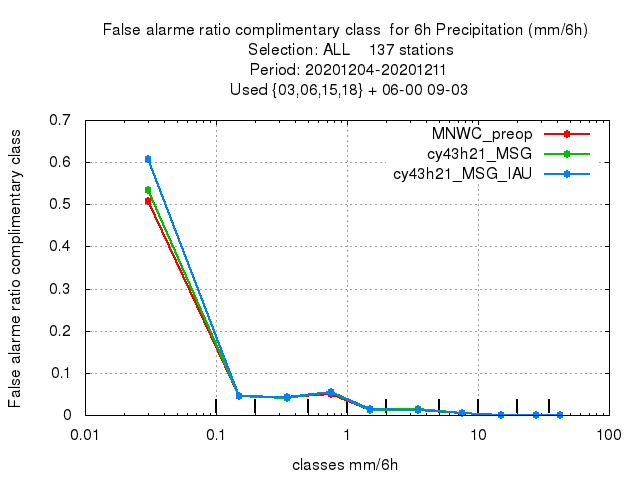 False alarme ratio complimentary class  for 6h Precipitation (mm/6h)
Selection: ALL    137 stations
Period: 20201204-20201211
Used {03,06,15,18} + 06-00 09-03
False alarme ratio complimentary class
0.7
0.6
0.5
0.4
0.3
0.2
0.1
0
MNWC_preop
cy43h21_MSG
cy43h21_MSG_IAU
0.01
0.1
1
10
100
classes mm/6h